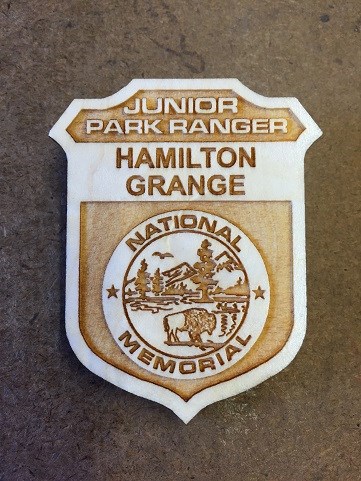 JUNIOR
PARK RANGER
HAMILTON
GRANGE
NATIONAL
MEMORIAL